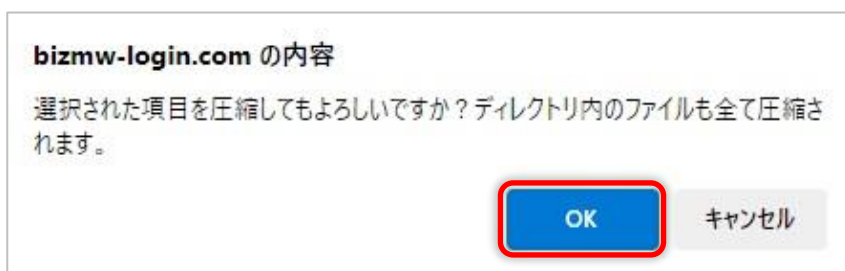 bizmw-login.com の内容
選択された項目を圧縮してもよろしいですか？ディレクトリ内のファイルも全て圧縮さ
れます。
OK
キャンセル